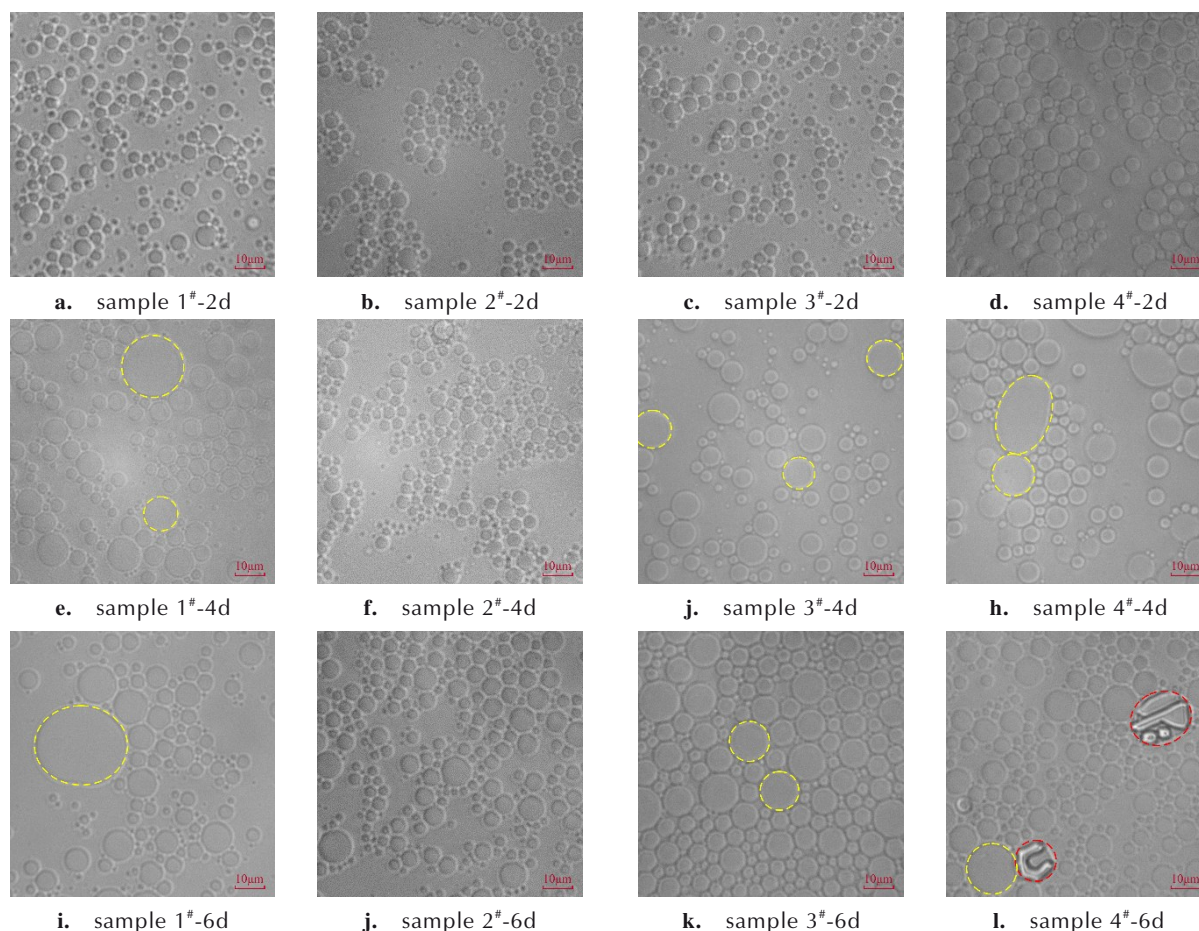 10μm 10μm 10μm 10μm
a. sample 1#-2d b. sample 2#-2d c. sample 3#-2d d. sample 4#-2d
10μm 10μm 10μm 10μm
e. sample 1#-4d f. sample 2#-4d j. sample 3#-4d h. sample 4#-4d
10μm 10μm 10μm 10μm
i. sample 1#-6d j. sample 2#-6d k. sample 3#-6d l. sample 4#-6d